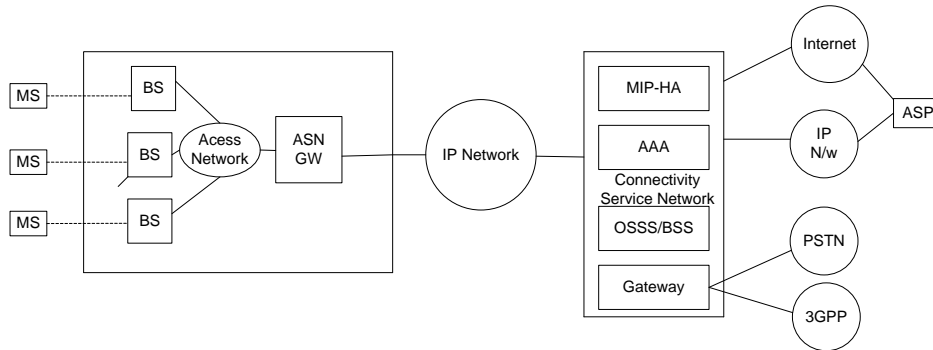 MS
MS
MS
BS
BS
BS
Acess
Network
ASN
GW
IP Network
MIP-HA
AAA
Connectivity
Service Network
OSSS/BSS
Gateway
Internet
IP
N/w
ASP
PSTN
3GPP